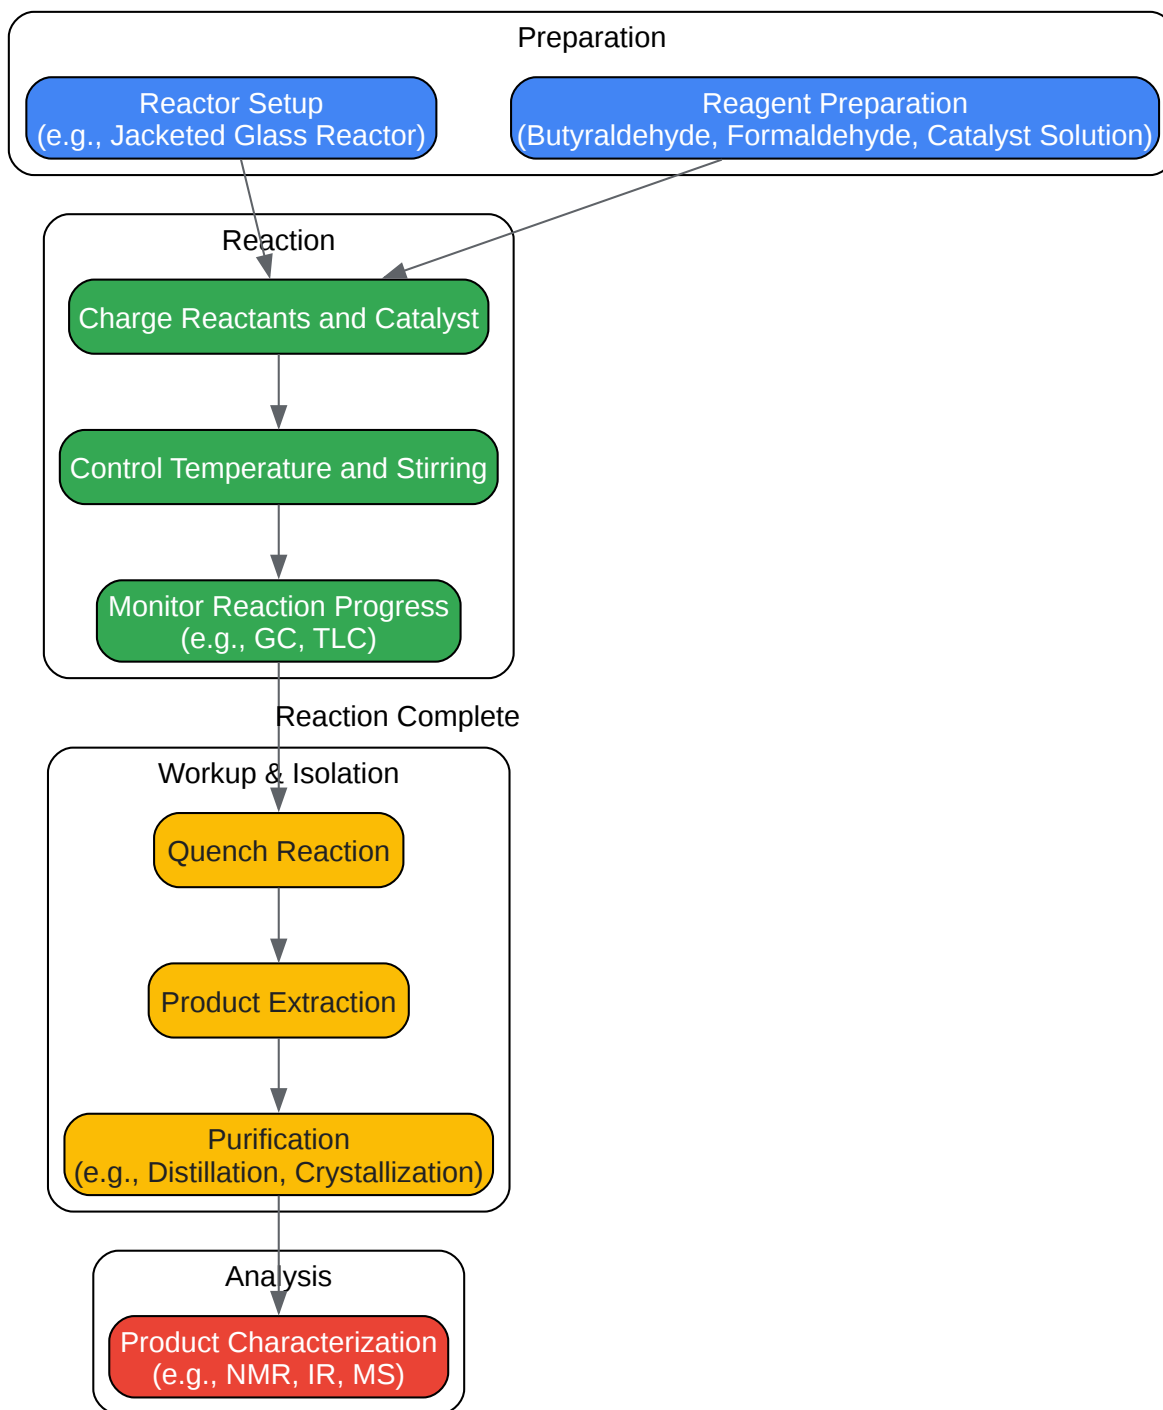 Preparation
Reactor Setup
(e.g., Jacketed Glass Reactor)
Reagent Preparation
(Butyraldehyde, Formaldehyde, Catalyst Solution)
Reaction
Charge Reactants and Catalyst
Control Temperature and Stirring
Monitor Reaction Progress
(e.g., GC, TLC)
Reaction Complete
Workup & Isolation
Quench Reaction
Product Extraction
Purification
(e.g., Distillation, Crystallization)
Analysis
Product Characterization
(e.g., NMR, IR, MS)